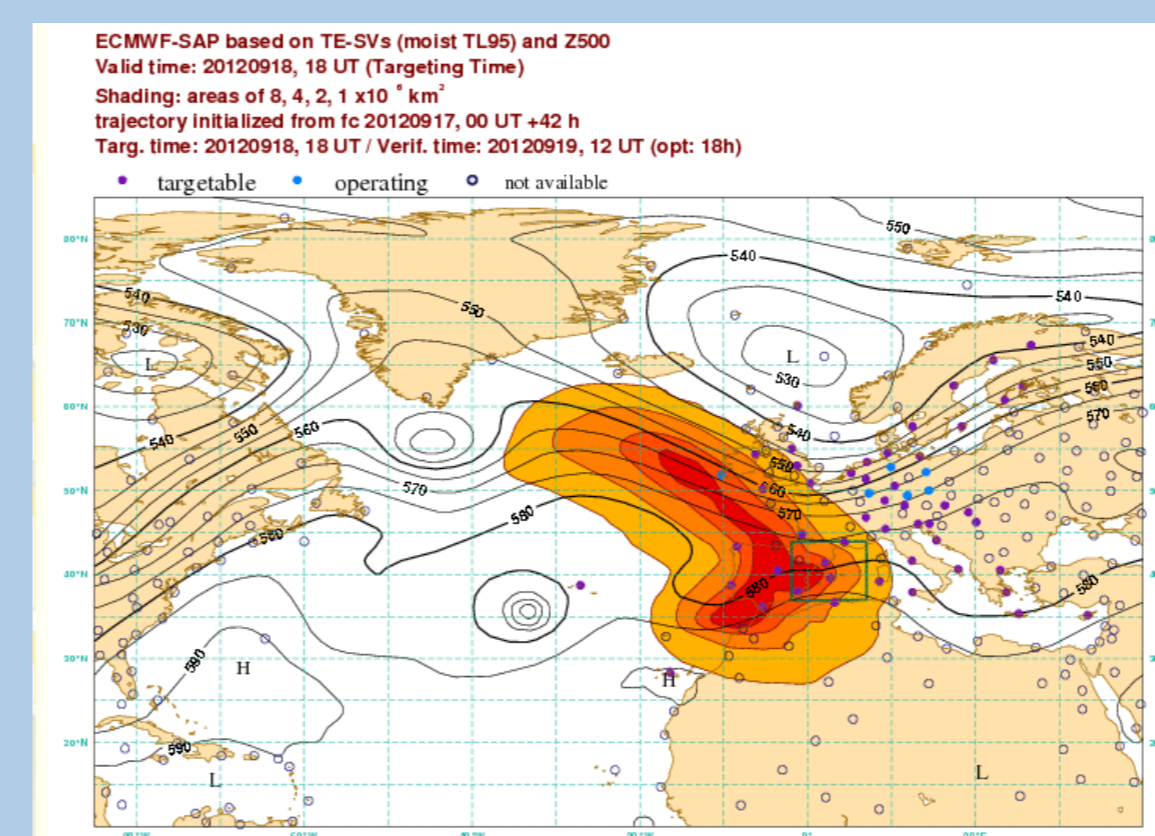 ECMWF-SAP based on TE-SVs (moist TL95) and Z500
Valid time: 20120918, 18 UT (Targeting Time)
Shading: areas of 8, 4, 2, 1 x10 ⁶ km²
trajectory initialized from fc 20120917, 00 UT +42 h
Targ. time: 20120918, 18 UT / Verif. time: 20120919, 12 UT (opt: 18h)
targetable operating not available
550
80°N 540
540 550 540
70°N 530 L 540
L 530 550
560
60°N 570
540 550 560 540
550
50°N 570 560
580 570
580
40°N 580 580
30°N 590 H H
20°N 590
L L